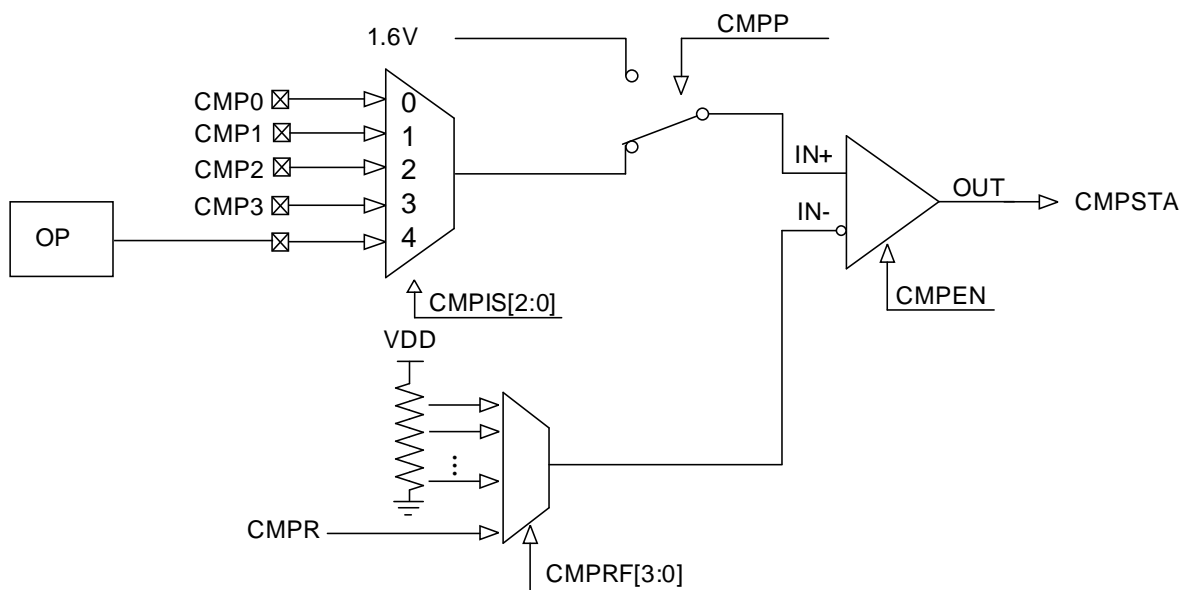 CMPP
1.6V
CMP0
0
CMP1
1
CMP2
2
IN+
CMP3
3
OUT
CMPSTA
IN-
OP
4
CMPIS[2:0]
CMPEN
VDD
CMPR
CMPRF[3:0]